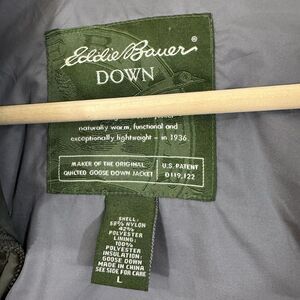 Eddie Bauer®
DOWN
naturally warm, functional and
exceptionally lightweight – in 1936
MAKER OF THE ORIGINAL
QUILTED GOOSE DOWN JACKET
U.S. PATENT
D119,122
SHELL:
58% NYLON
42%
POLYESTER
LINING:
100%
POLYESTER
INSULATION:
GOOSE DOWN
MADE IN CHINA
SEE SIDE FOR CARE
L